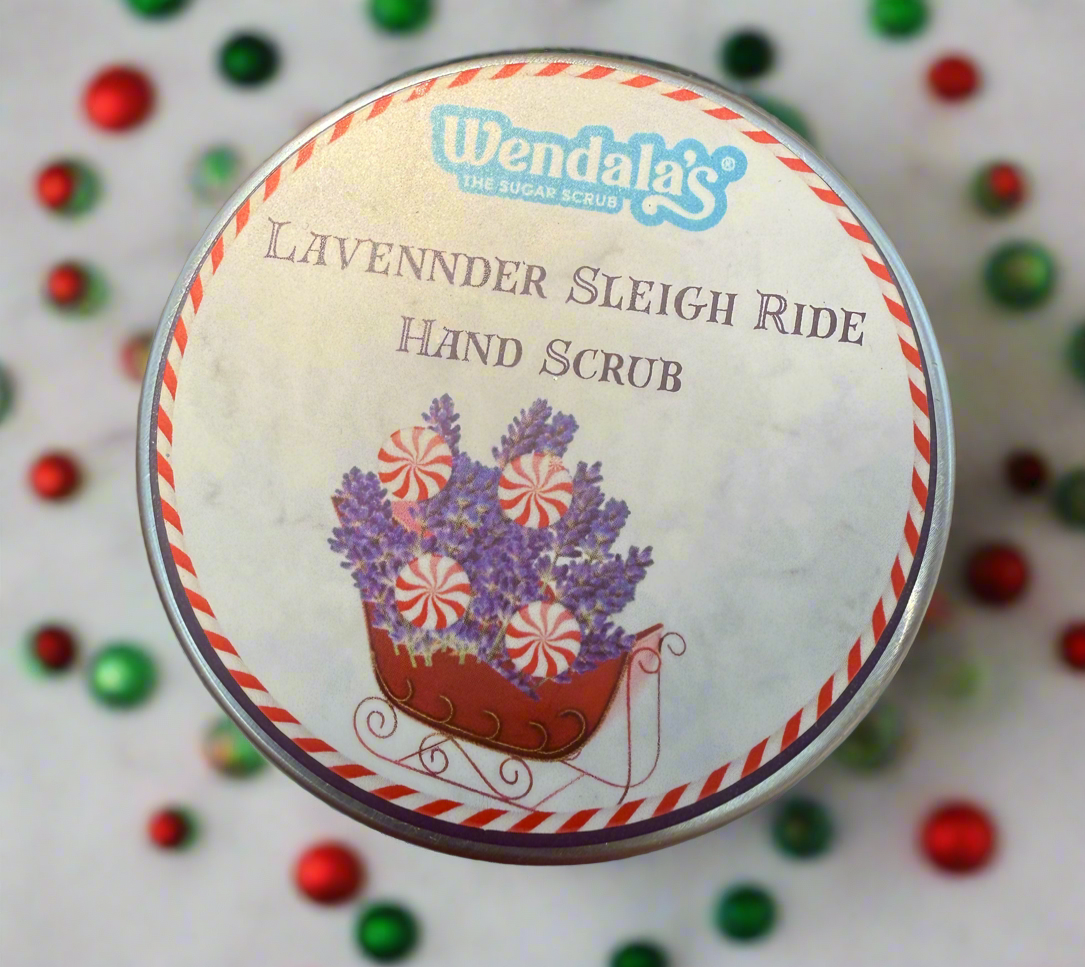 Wendala's®
THE SUGAR SCRUB
LAVENNDER SLEIGH RIDE
HAND SCRUB